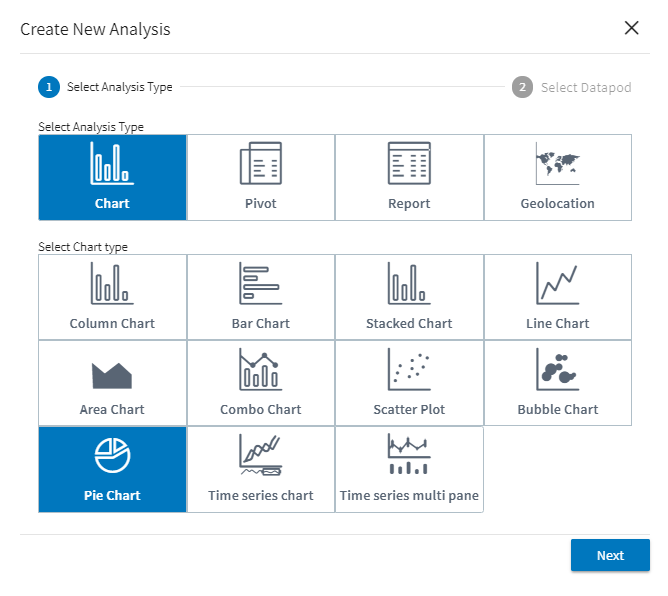 Create New Analysis
1 Select Analysis Type 2 Select Datapod
Select Analysis Type
Chart Pivot Report Geolocation
Select Chart type
Column Chart Bar Chart Stacked Chart Line Chart
Area Chart Combo Chart Scatter Plot Bubble Chart
Pie Chart Time series chart Time series multi pane
Next